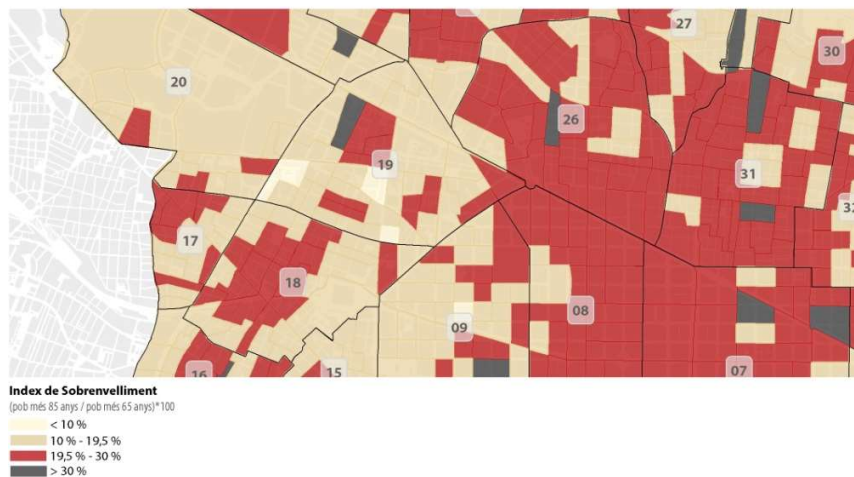 27
30
20
26
19
31
32
17
18
08
09
16
15
07
Index de Sobrenvelliment
(pob més 85 anys / pob més 65 anys)*100
< 10 %
10 % - 19,5 %
19,5 % - 30 %
> 30 %